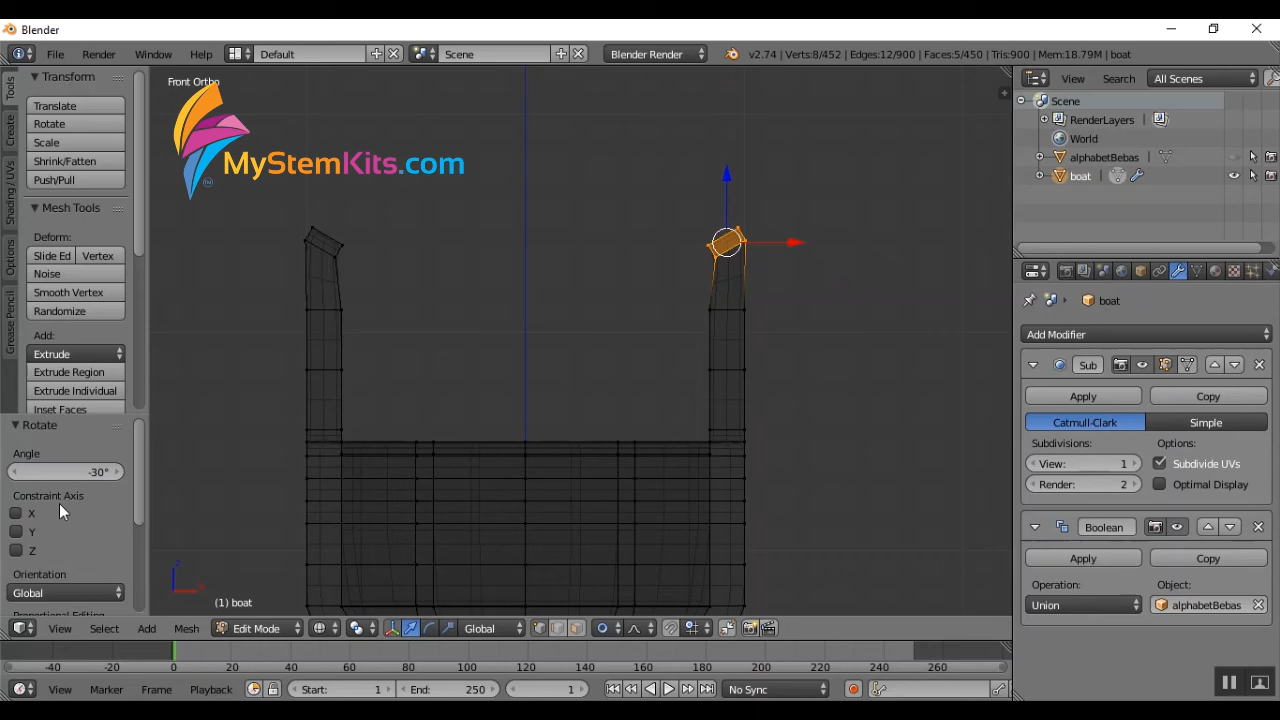 Blender
File Render Window Help Default Scene Blender Render v2.74 | Verts:8/452 | Edges:12/900 | Faces:5/450 | Tris:900 | Mem:18.79M | boat
Tools
Create
Shading / UVs
Options
Grease Pencil
Transform
Translate
Rotate
Scale
Shrink/Fatten
Push/Pull
Mesh Tools
Deform:
Slide Ed Vertex
Noise
Smooth Vertex
Randomize
Add:
Extrude
Extrude Region
Extrude Individual
Inset Faces
Rotate
Angle
-30°
Constraint Axis
X
Y
Z
Orientation
Global
Proportional Editing
Front Ortho
MyStemKits.com
TM
z
(1) boat
View Select Add Mesh Edit Mode Global
-40 -20 0 20 40 60 80 100 120 140 160 180 200 220 240 260
View Marker Frame Playback Start: 1 End: 250 1 No Sync
View Search All Scenes
Scene
RenderLayers
World
alphabetBebas
boat
boat
Add Modifier
Sub
Apply Copy
Catmull-Clark Simple
Subdivisions: Options:
View: 1 Subdivide UVs
Render: 2 Optimal Display
Boolean
Apply Copy
Operation: Object:
Union alphabetBebas